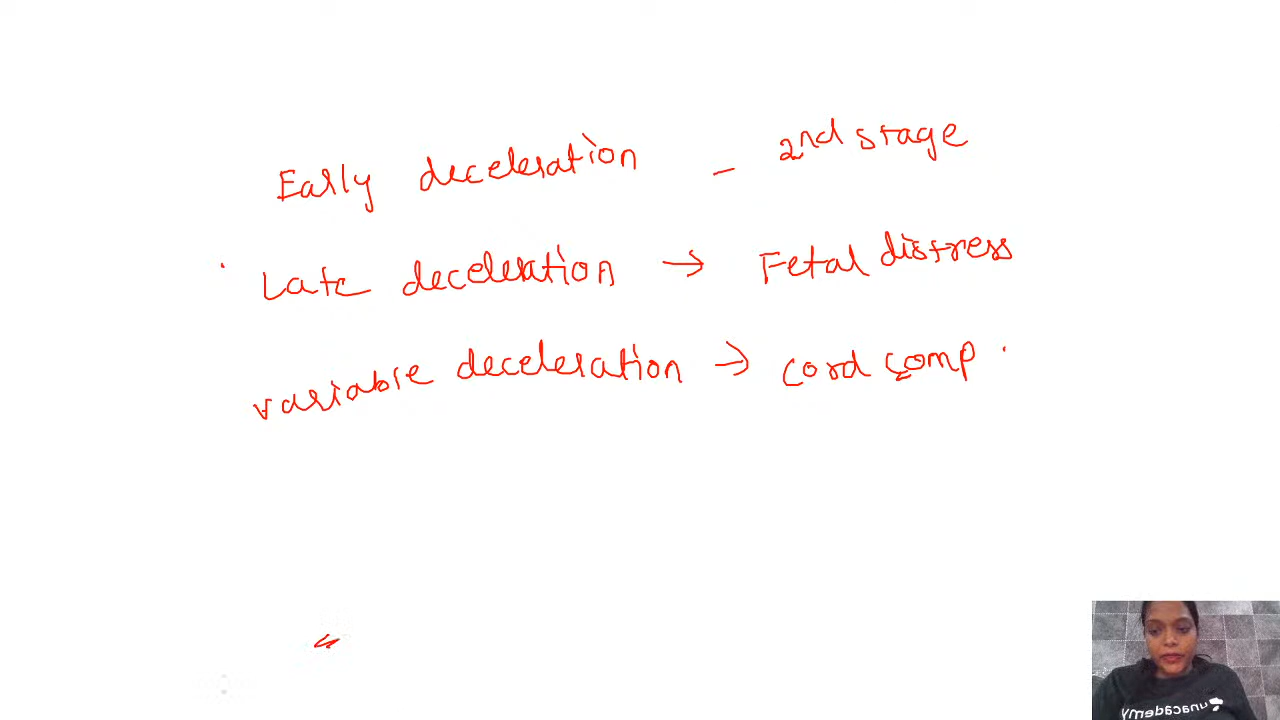 Early deceleration - 2nd stage
Late deceleration → Fetal distress
variable deceleration → cord comp .
unacademy